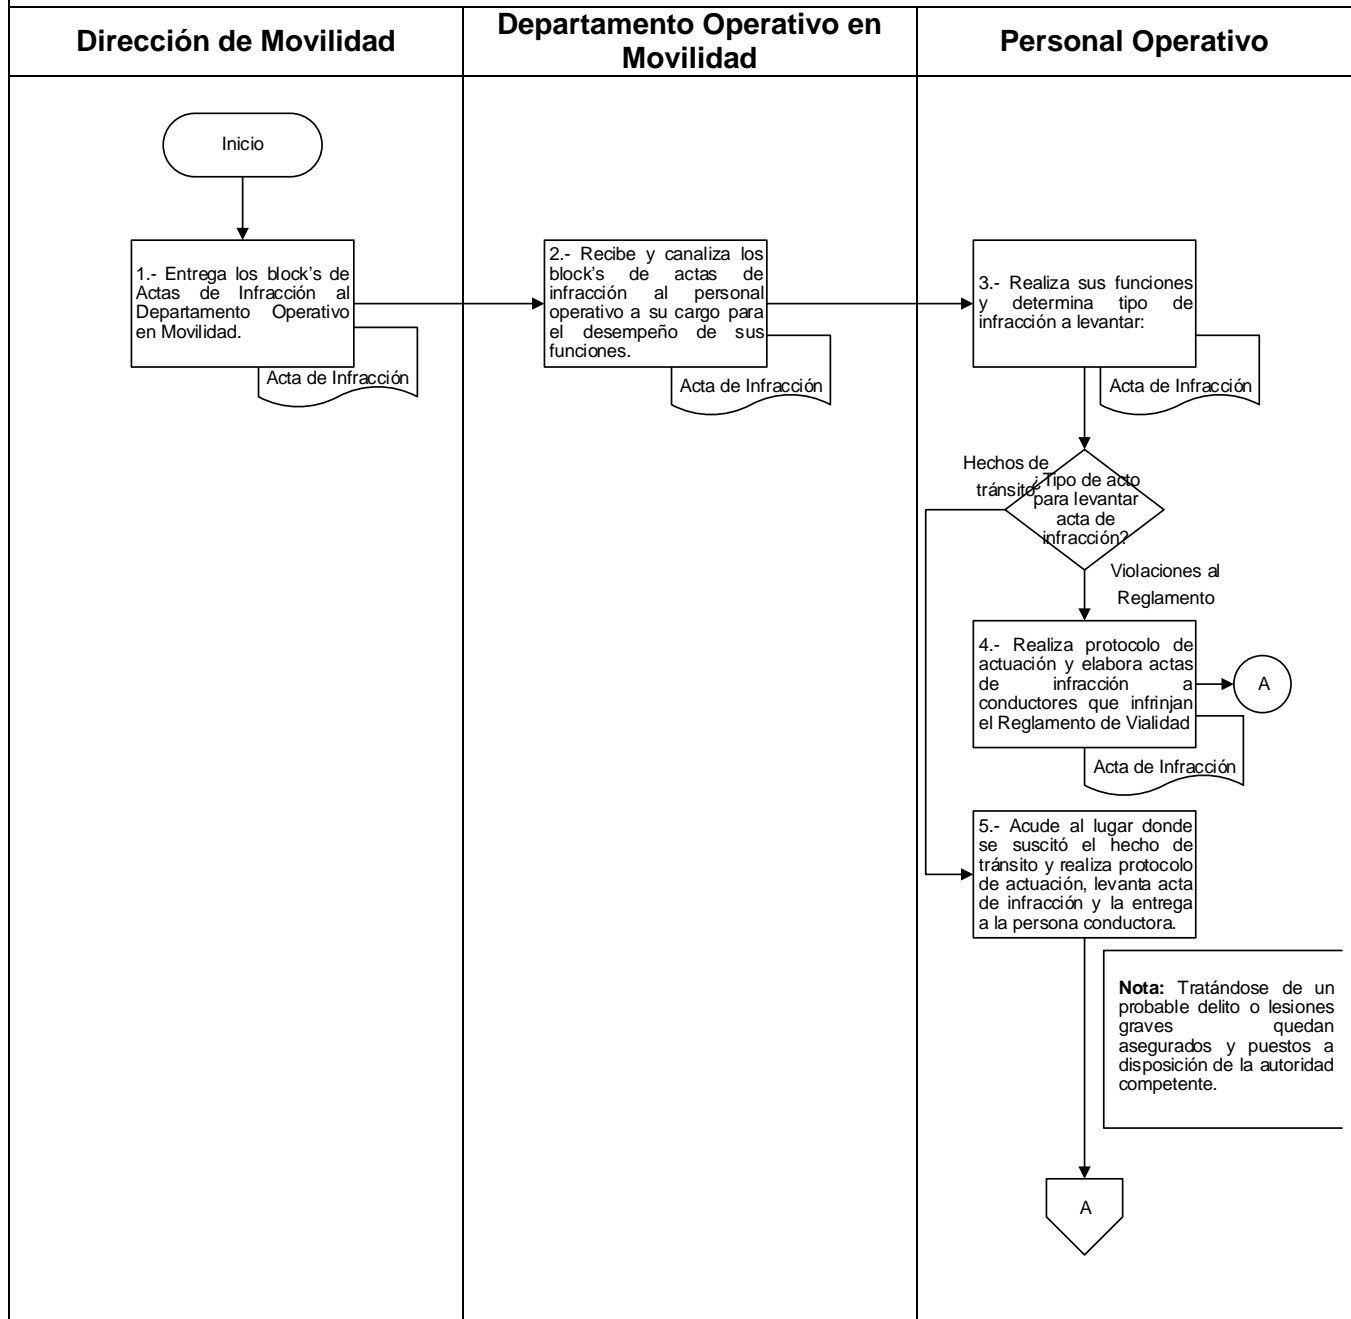 Dirección de Movilidad
Departamento Operativo en
Movilidad
Personal Operativo
Inicio
1.- Entrega los block's de
Actas de Infracción al
Departamento Operativo
en Movilidad.
Acta de Infracción
2.- Recibe y canaliza los
block's de actas de
infracción al personal
operativo a su cargo para
el desempeño de sus
funciones.
Acta de Infracción
3.- Realiza sus funciones
y determina tipo de
infracción a levantar:
Acta de Infracción
Hechos de
tránsito
¿Tipo de acto
para levantar
acta de
infracción?
Violaciones al
Reglamento
4.- Realiza protocolo de
actuación y elabora actas
de infracción a
conductores que infrinjan
el Reglamento de Vialidad
A
Acta de Infracción
5.- Acude al lugar donde
se suscitó el hecho de
tránsito y realiza protocolo
de actuación, levanta acta
de infracción y la entrega
a la persona conductora.
Nota: Tratándose de un
probable delito o lesiones
graves quedan
asegurados y puestos a
disposición de la autoridad
competente.
A